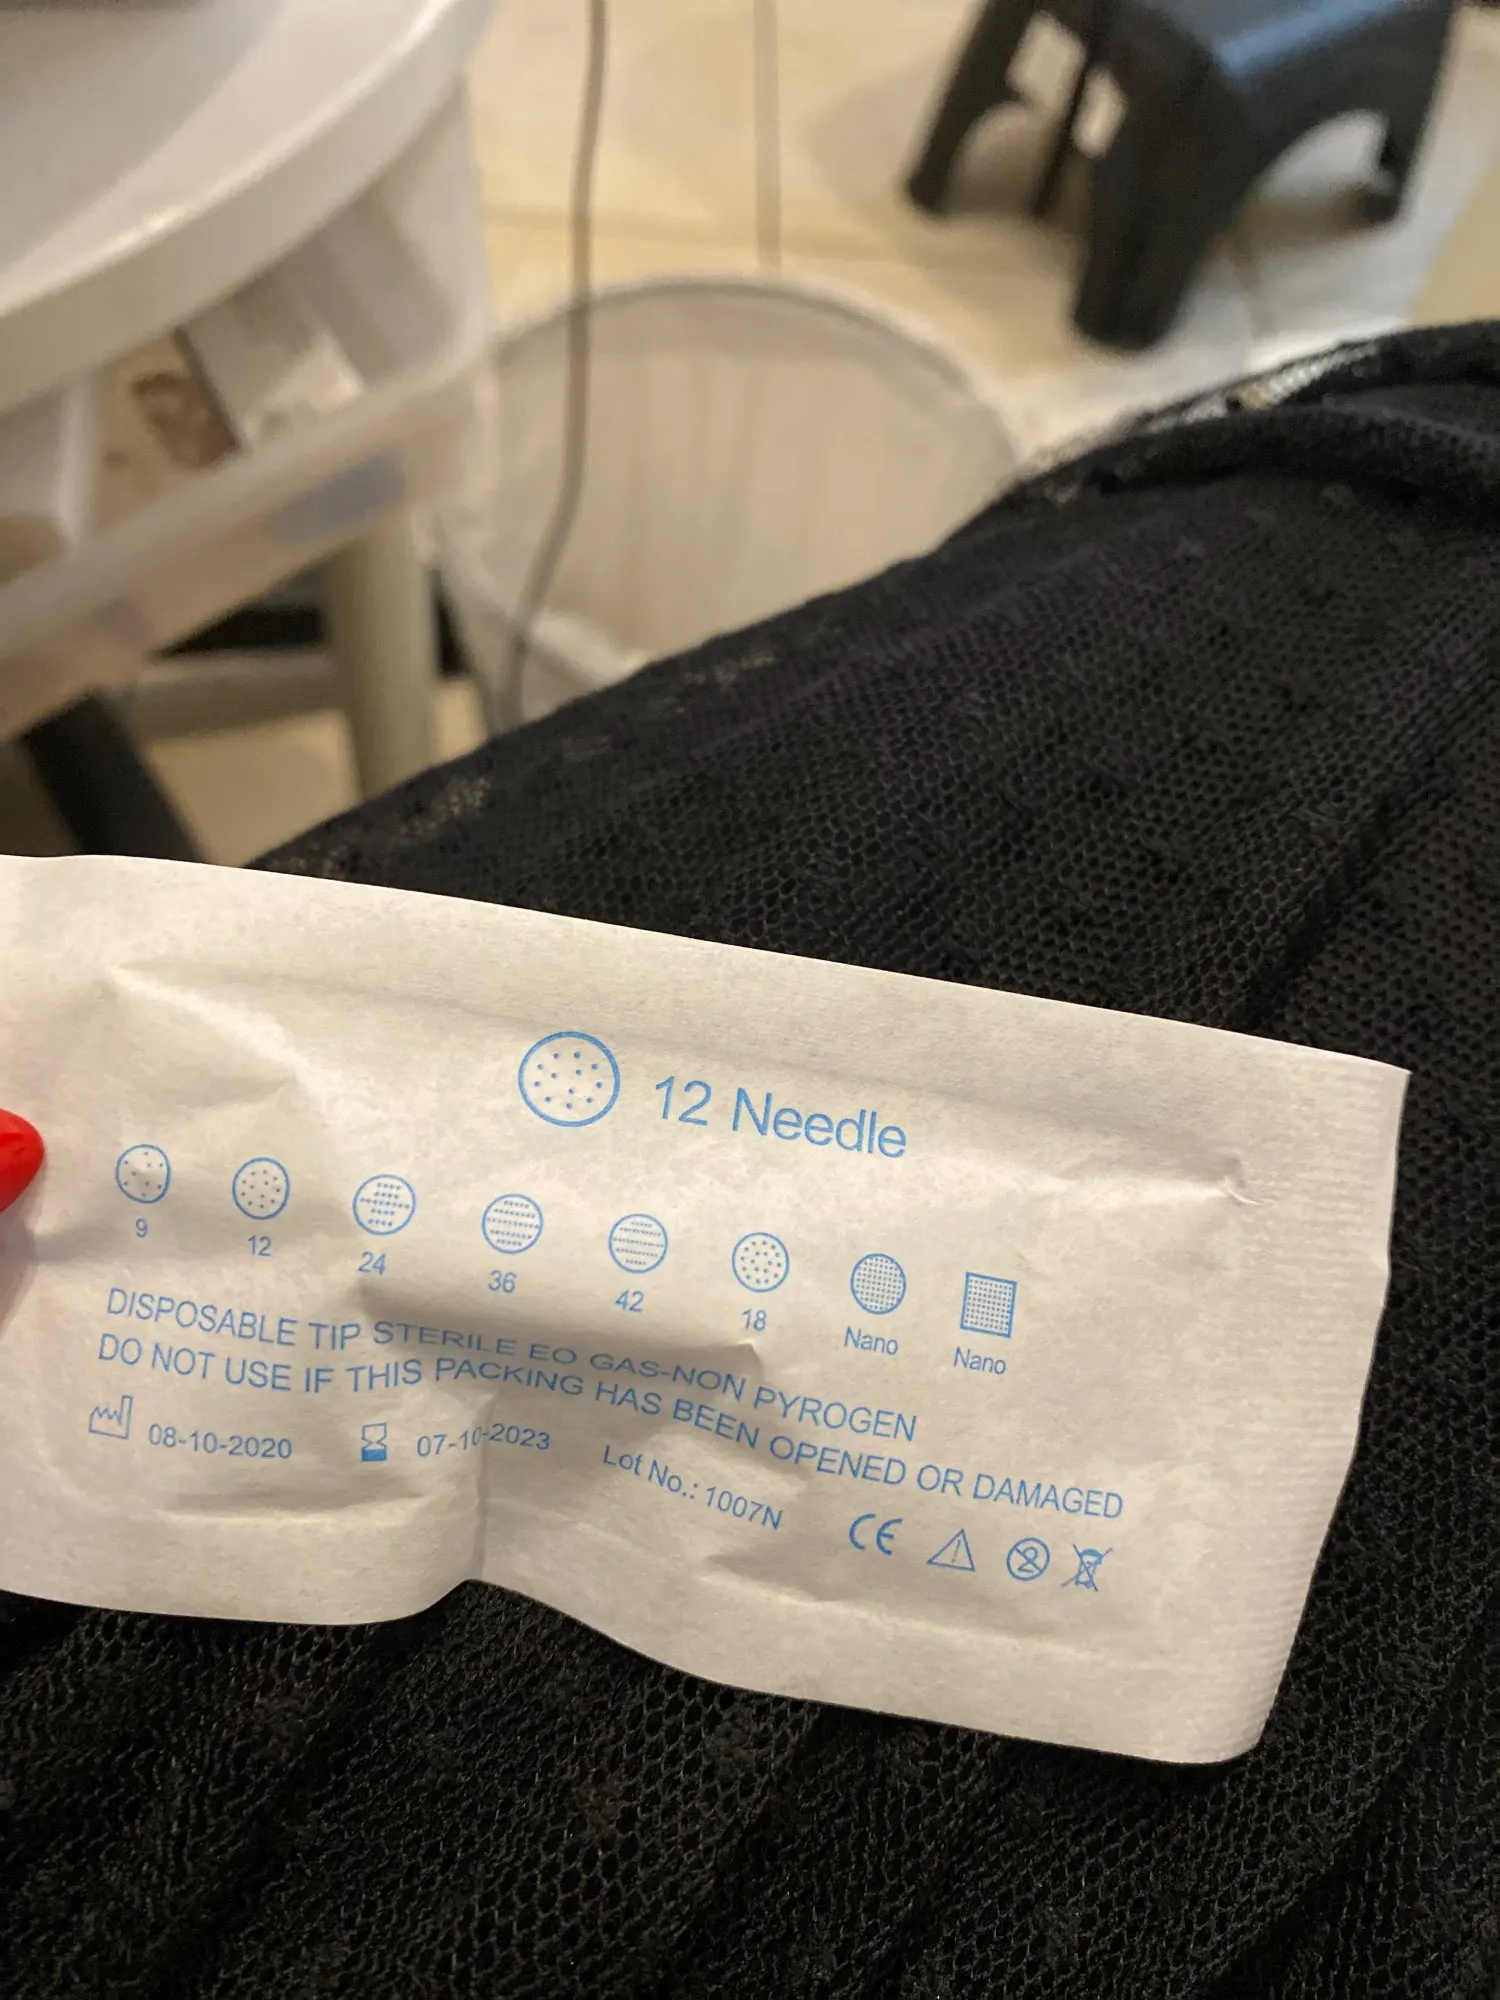 12 Needle
9 12 24 36 42 18 Nano Nano
DISPOSABLE TIP STERILE EO GAS-NON PYROGEN
DO NOT USE IF THIS PACKING HAS BEEN OPENED OR DAMAGED
08-10-2020 07-10-2023 Lot No.: 1007N CE